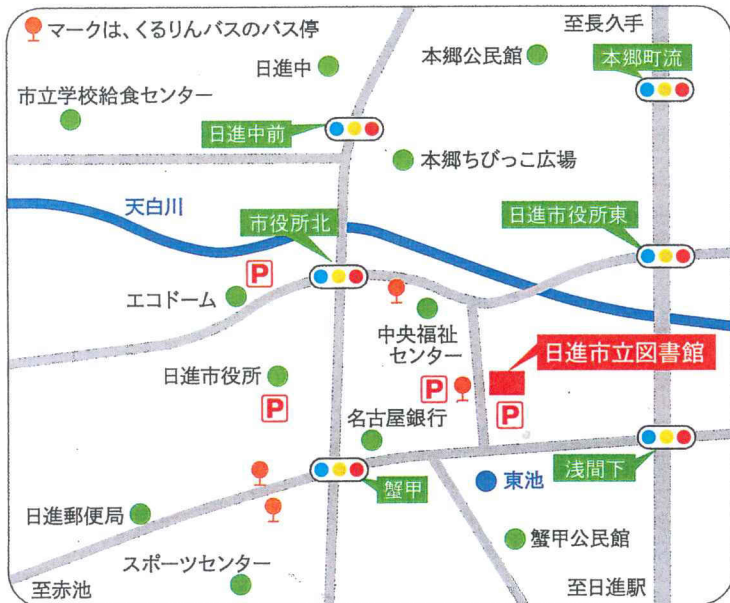 マークは、くるりんバスのバス停
至長久手
日進中
本郷公民館
本郷町流
市立学校給食センター
日進中前
本郷ちびっこ広場
天白川
市役所北
日進市役所東
P
エコドーム
中央福祉
センター
日進市立図書館
日進市役所
P
P
P
名古屋銀行
蟹甲
東池
浅間下
日進郵便局
蟹甲公民館
スポーツセンター
至赤池
至日進駅